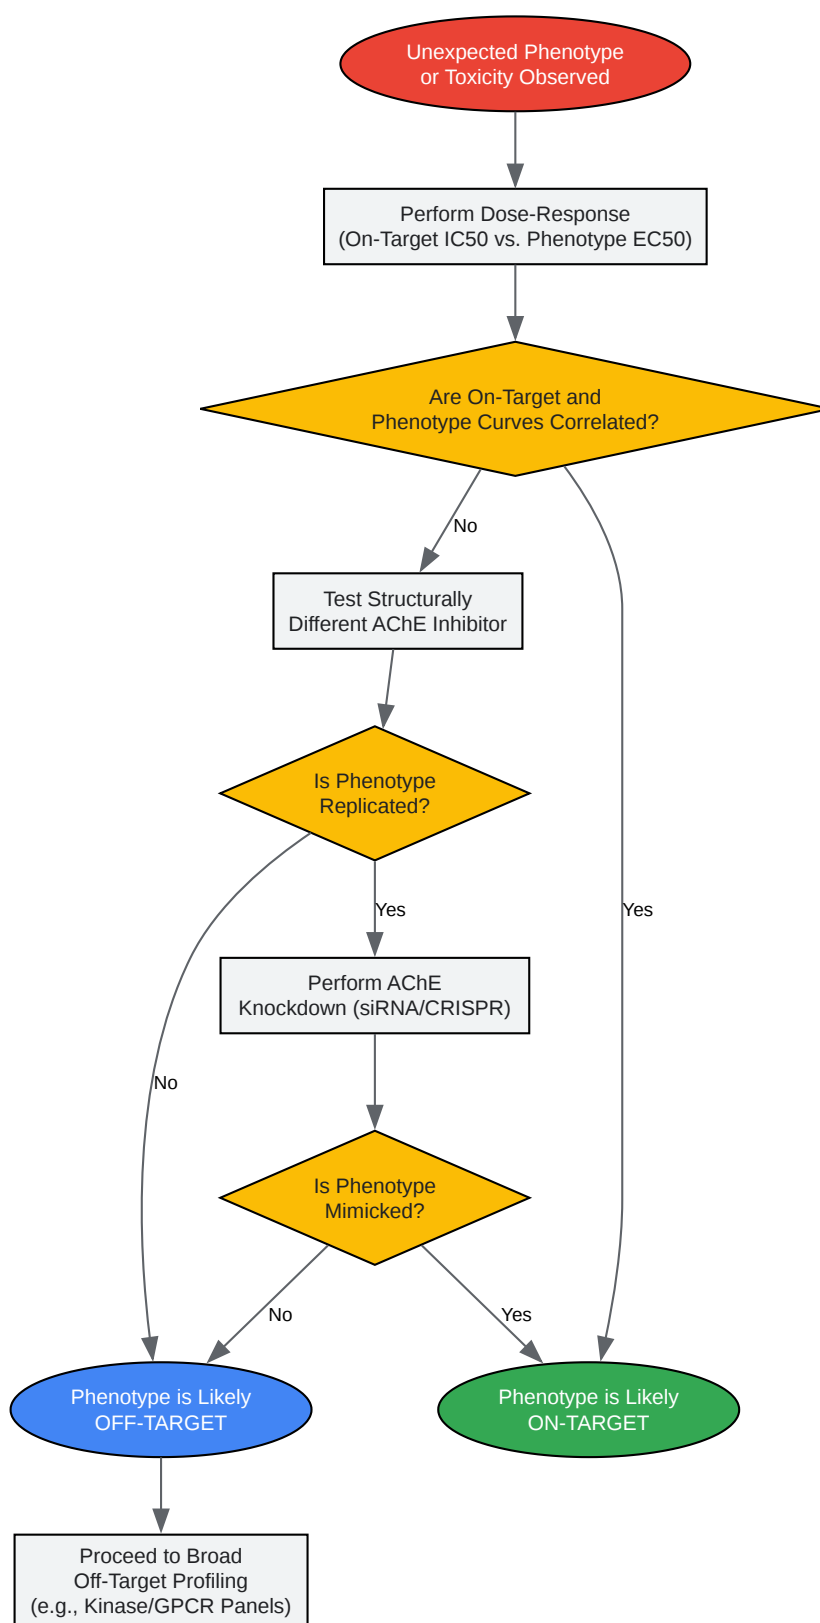 Unexpected Phenotype
or Toxicity Observed
Perform Dose-Response
(On-Target IC50 vs. Phenotype EC50)
Are On-Target and
Phenotype Curves Correlated?
No
Test Structurally
Different AChE Inhibitor
Is Phenotype
Replicated?
Yes
Yes
Perform AChE
Knockdown (siRNA/CRISPR)
No
Is Phenotype
Mimicked?
No
Yes
Phenotype is Likely
OFF-TARGET
Phenotype is Likely
ON-TARGET
Proceed to Broad
Off-Target Profiling
(e.g., Kinase/GPCR Panels)